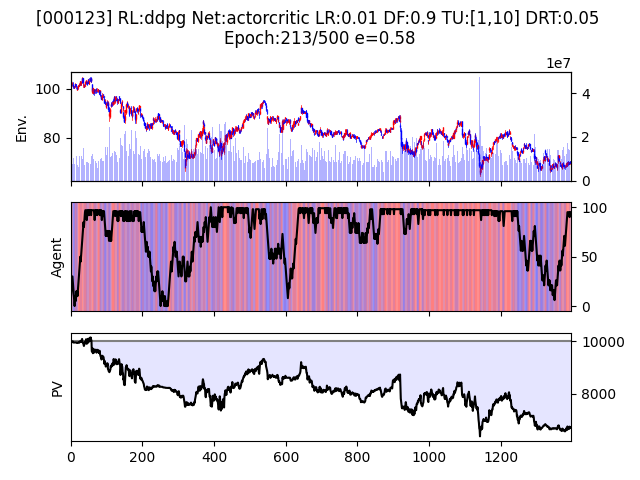 [000123] RL:ddpg Net:actorcritic LR:0.01 DF:0.9 TU:[1,10] DRT:0.05
Epoch:213/500 e=0.58
1e7
100
80
Env.
4
2
0
Agent
100
50
0
PV
10000
8000
0 200 400 600 800 1000 1200